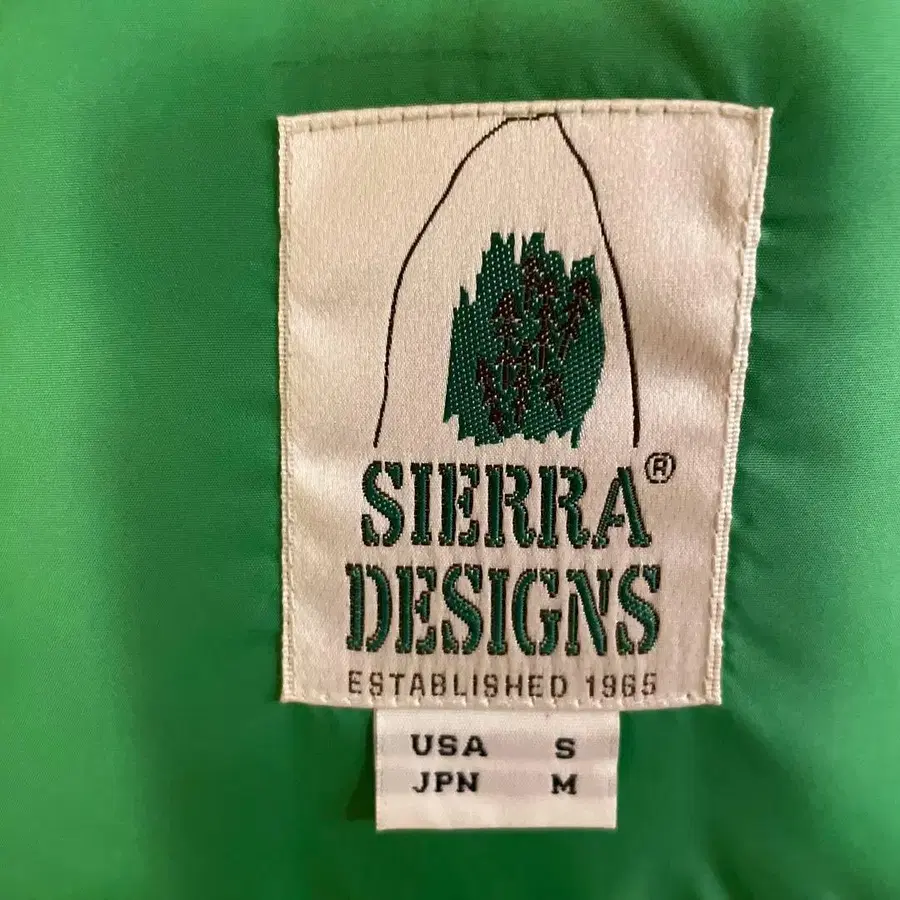 SIERRA®
DESIGNS
ESTABLISHED 1965
USA S
JPN M